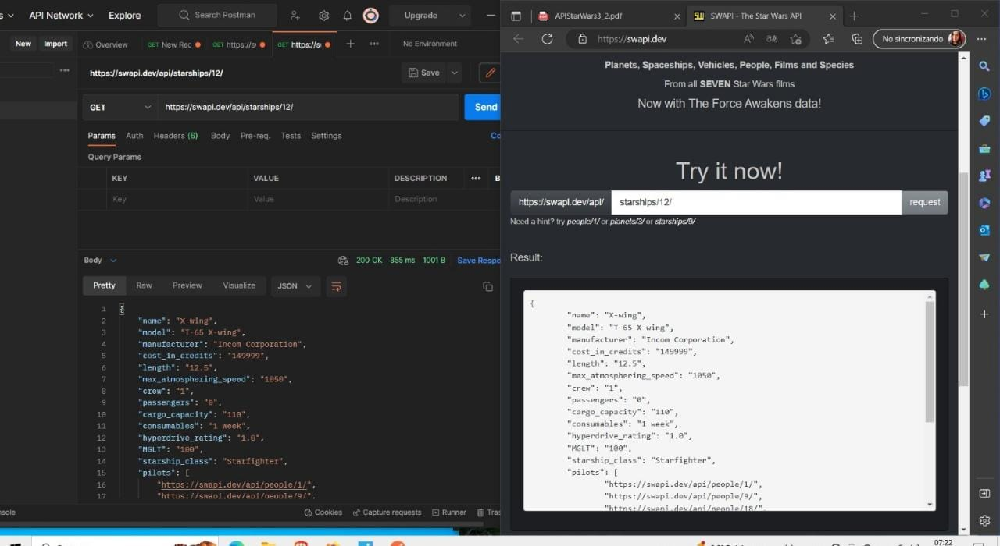 API Network
Explore
Search Postman
Upgrade
New
Import
Overview
GET New Req
GET https://s
GET https://s
No Environment
https://swapi.dev/api/starships/12/
Save
GET
https://swapi.dev/api/starships/12/
Send
Params
Auth
Headers (6)
Body
Pre-req.
Tests
Settings
Co
Query Params
KEY
VALUE
DESCRIPTION
B
Key
Value
Description
Body
200 OK
855 ms
1001 B
Save Respo
Pretty
Raw
Preview
Visualize
JSON
1 {
2 "name": "X-wing",
3 "model": "T-65 X-wing",
4 "manufacturer": "Incom Corporation",
5 "cost_in_credits": "149999",
6 "length": "12.5",
7 "max_atmosphering_speed": "1050",
8 "crew": "1",
9 "passengers": "0",
10 "cargo_capacity": "110",
11 "consumables": "1 week",
12 "hyperdrive_rating": "1.0",
13 "MGLT": "100",
14 "starship_class": "Starfighter",
15 "pilots": [
16 "https://swapi.dev/api/people/1/",
17 "https://swapi.dev/api/people/9/".
nsole
Cookies
Capture requests
Runner
Tras
APIStarWars3_2.pdf
SW
SWAPI - The Star Wars API
https://swapi.dev
No sincronizando
Planets, Spaceships, Vehicles, People, Films and Species
From all SEVEN Star Wars films
Now with The Force Awakens data!
Try it now!
https://swapi.dev/api/
starships/12/
request
Need a hint? try people/1/ or planets/3/ or starships/9/
Result:
{
"name": "X-wing",
"model": "T-65 X-wing",
"manufacturer": "Incom Corporation",
"cost_in_credits": "149999",
"length": "12.5",
"max_atmosphering_speed": "1050",
"crew": "1",
"passengers": "0",
"cargo_capacity": "110",
"consumables": "1 week",
"hyperdrive_rating": "1.0",
"MGLT": "100",
"starship_class": "Starfighter",
"pilots": [
"https://swapi.dev/api/people/1/",
"https://swapi.dev/api/people/9/",
"https://swapi.dev/api/people/18/",
07:22